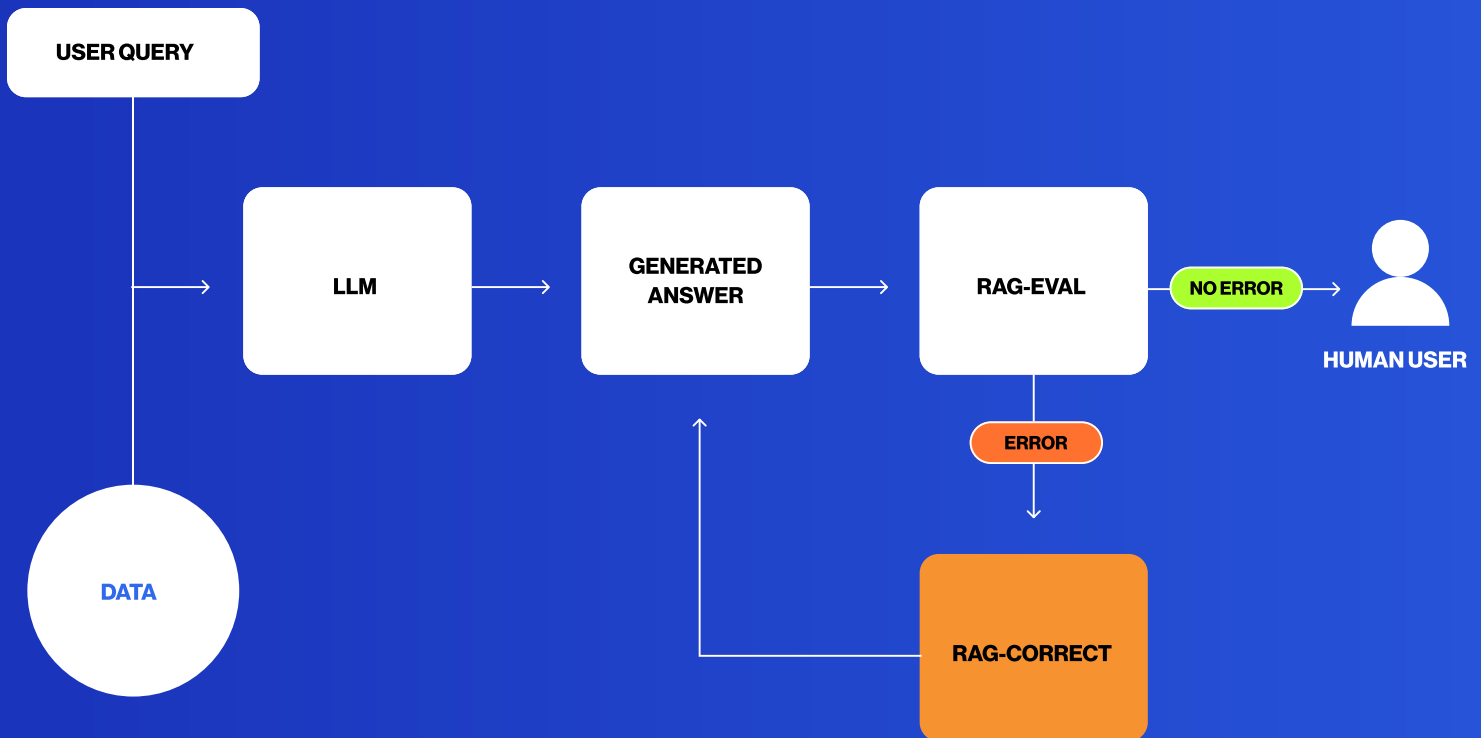 USER QUERY
LLM
GENERATED
ANSWER
RAG-EVAL
NO ERROR
HUMAN USER
ERROR
DATA
RAG-CORRECT